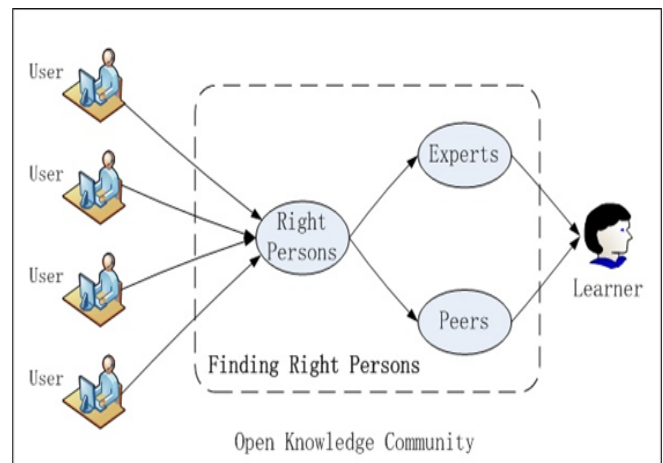 User
User
User
User
Right
Persons
Experts
Peers
Learner
Finding Right Persons
Open Knowledge Community